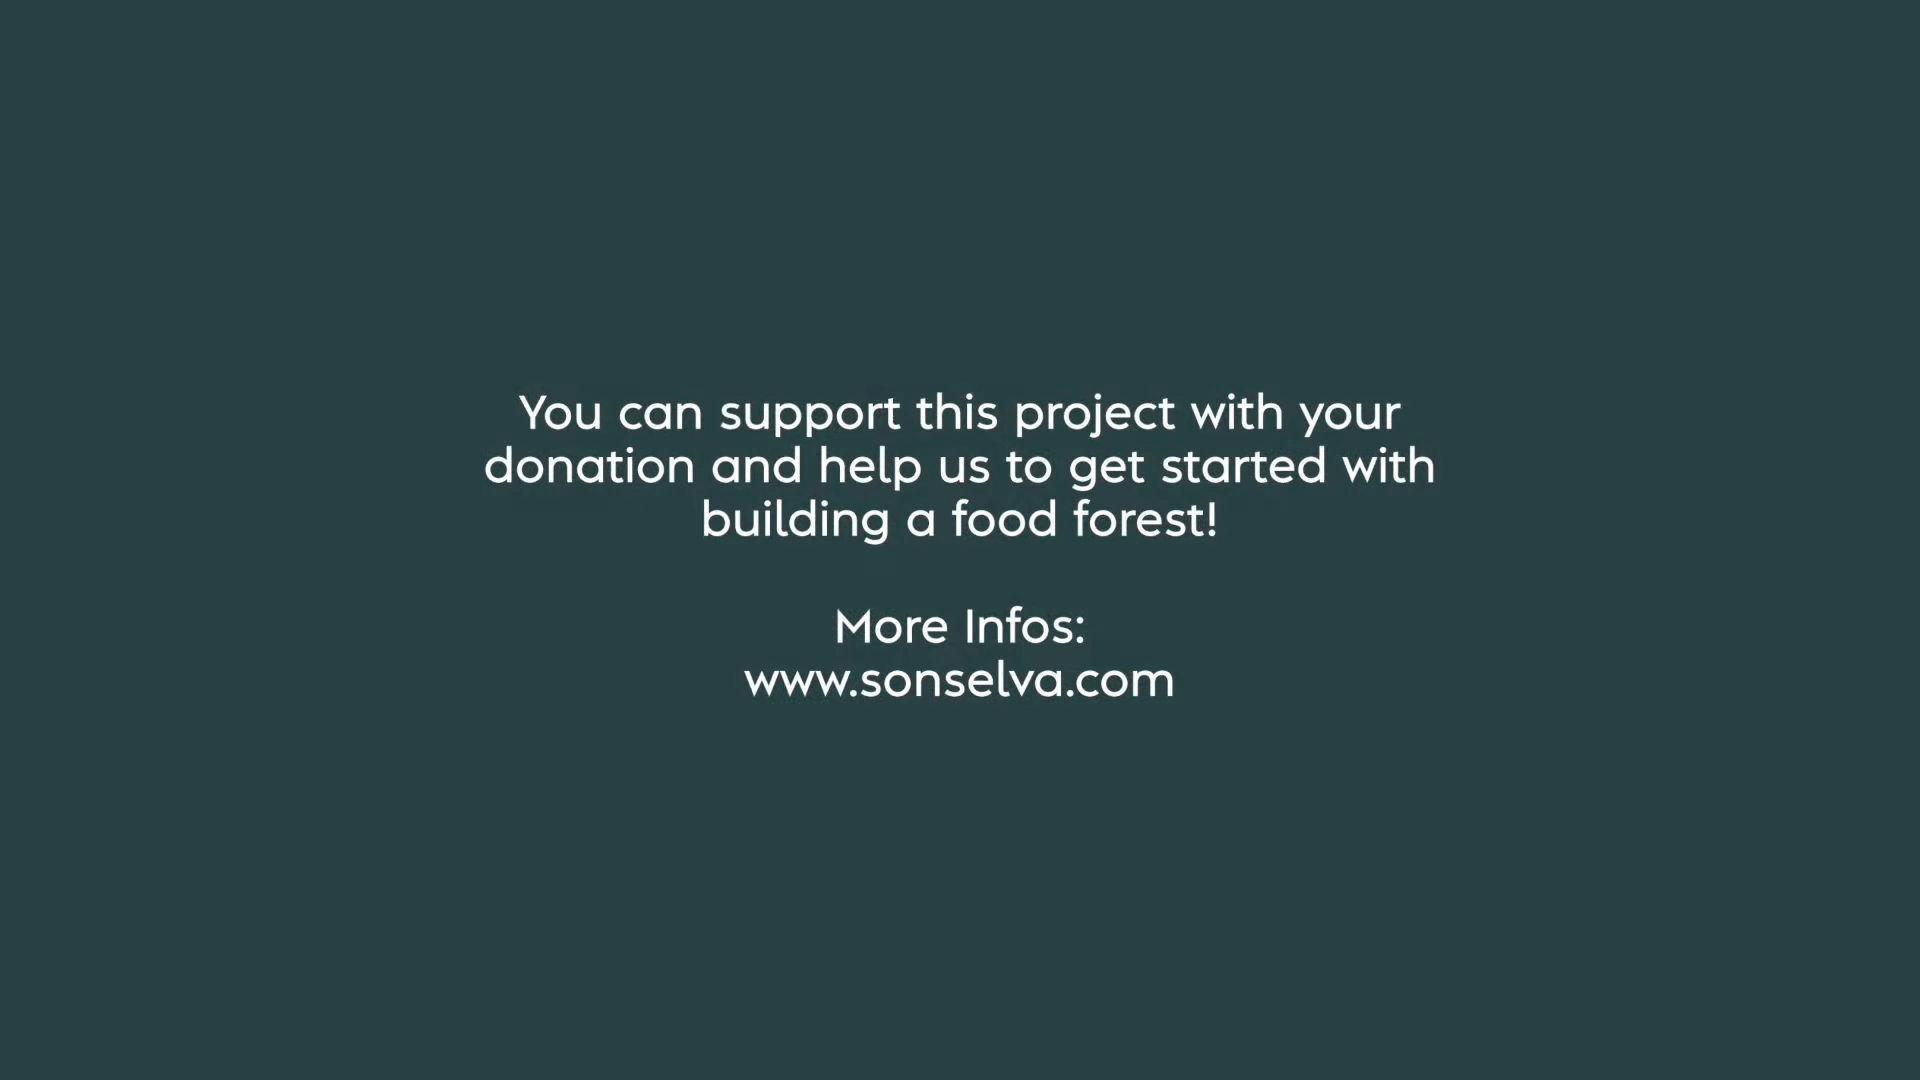 You can support this project with your
donation and help us to get started with
building a food forest!
More Infos:
www.sonselva.com